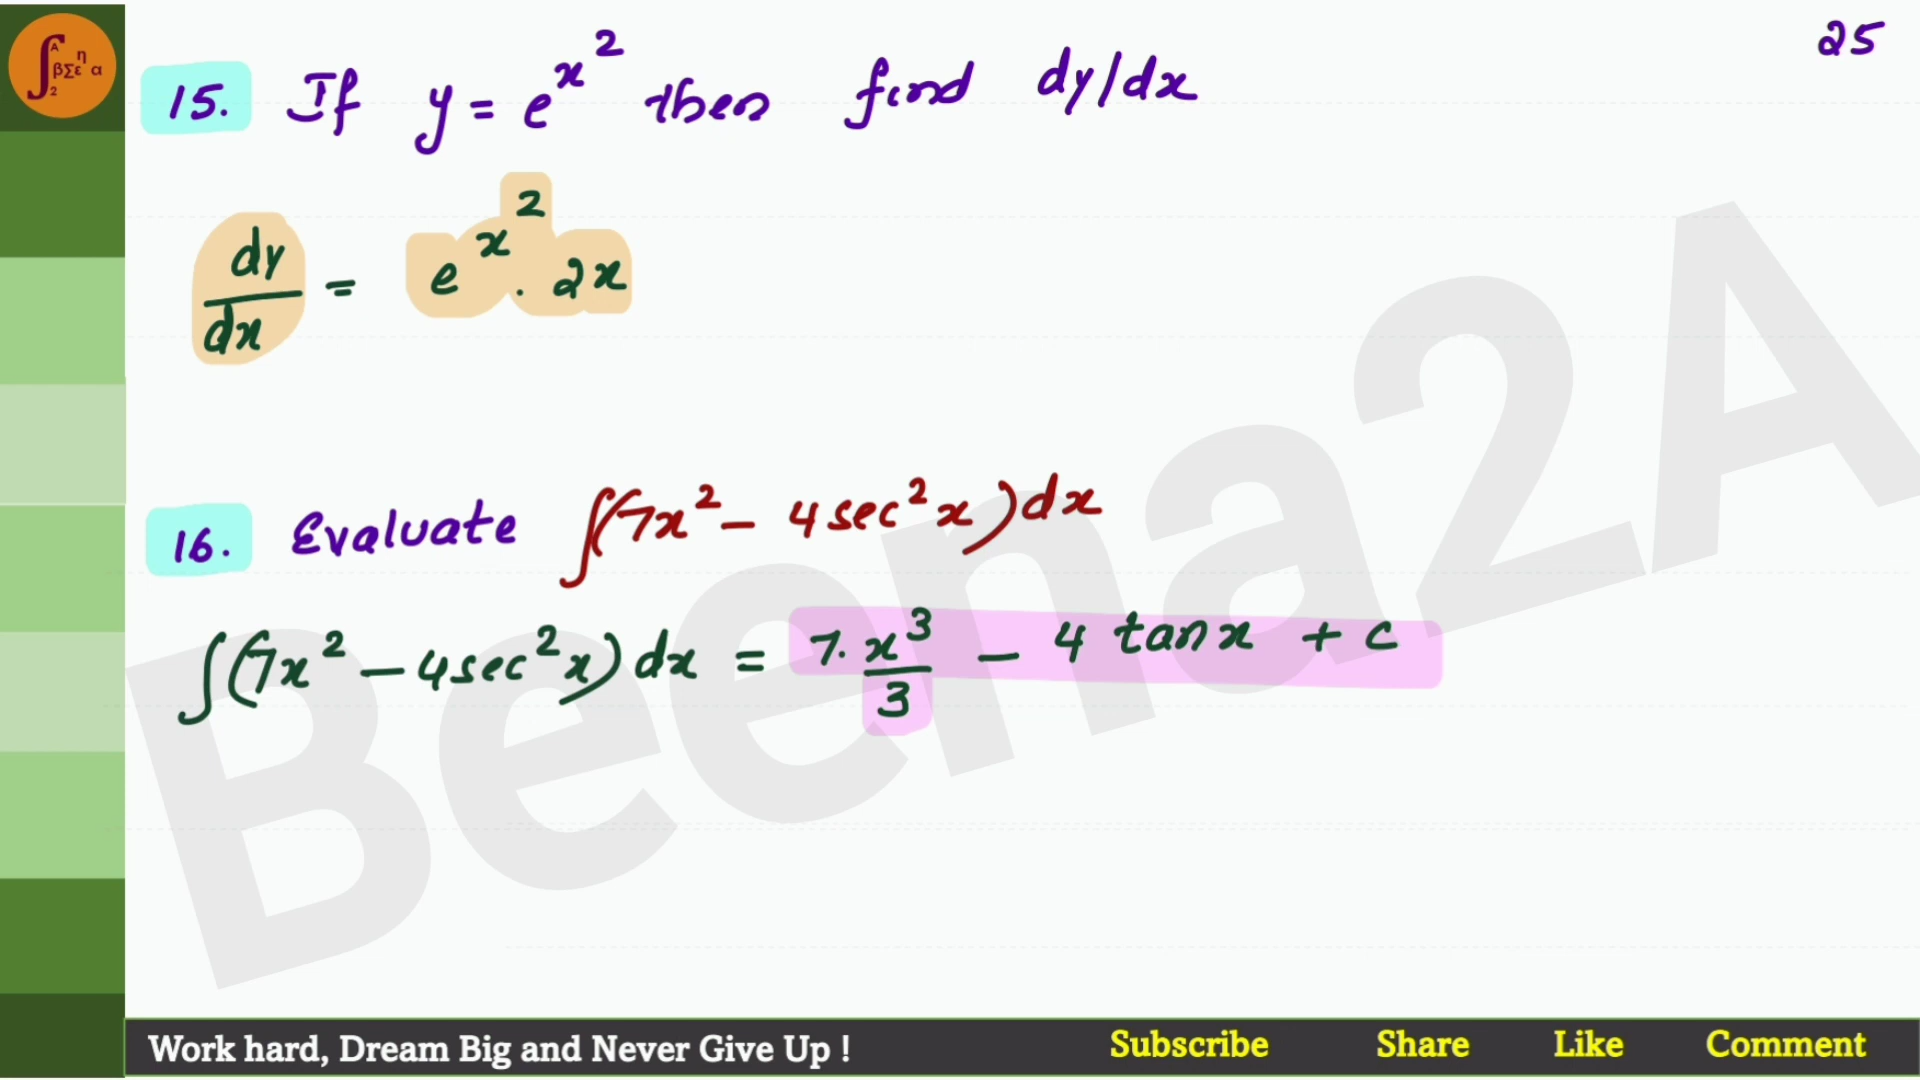 25
15. If y = e^x^2 then find dy/dx
dy/dx = e^x^2 . 2x
16. Evaluate ∫(7x² - 4sec²x)dx
∫(7x² - 4sec²x)dx = 7. x³/3 - 4 tanx + c
Beena2A
Work hard, Dream Big and Never Give Up ! Subscribe Share Like Comment